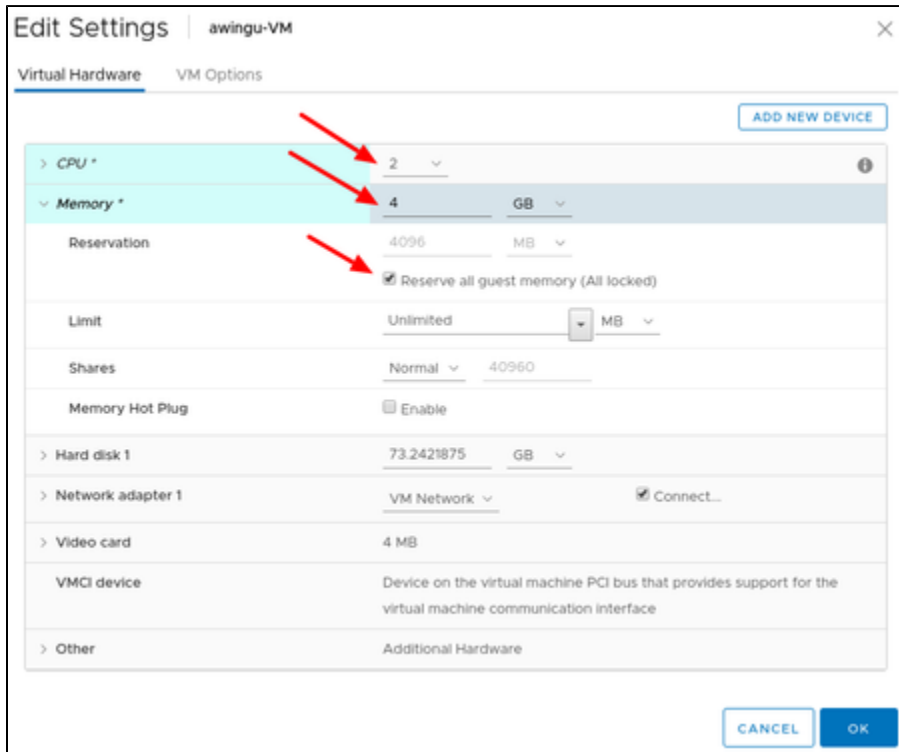 Edit Settings | awingu-VM
Virtual Hardware VM Options
ADD NEW DEVICE
CPU * 2
Memory * 4 GB
Reservation 4096 MB
Reserve all guest memory (All locked)
Limit Unlimited MB
Shares Normal 40960
Memory Hot Plug Enable
Hard disk 1 73.2421875 GB
Network adapter 1 VM Network Connect...
Video card 4 MB
VMCI device Device on the virtual machine PCI bus that provides support for the
virtual machine communication interface
Other Additional Hardware
CANCEL OK